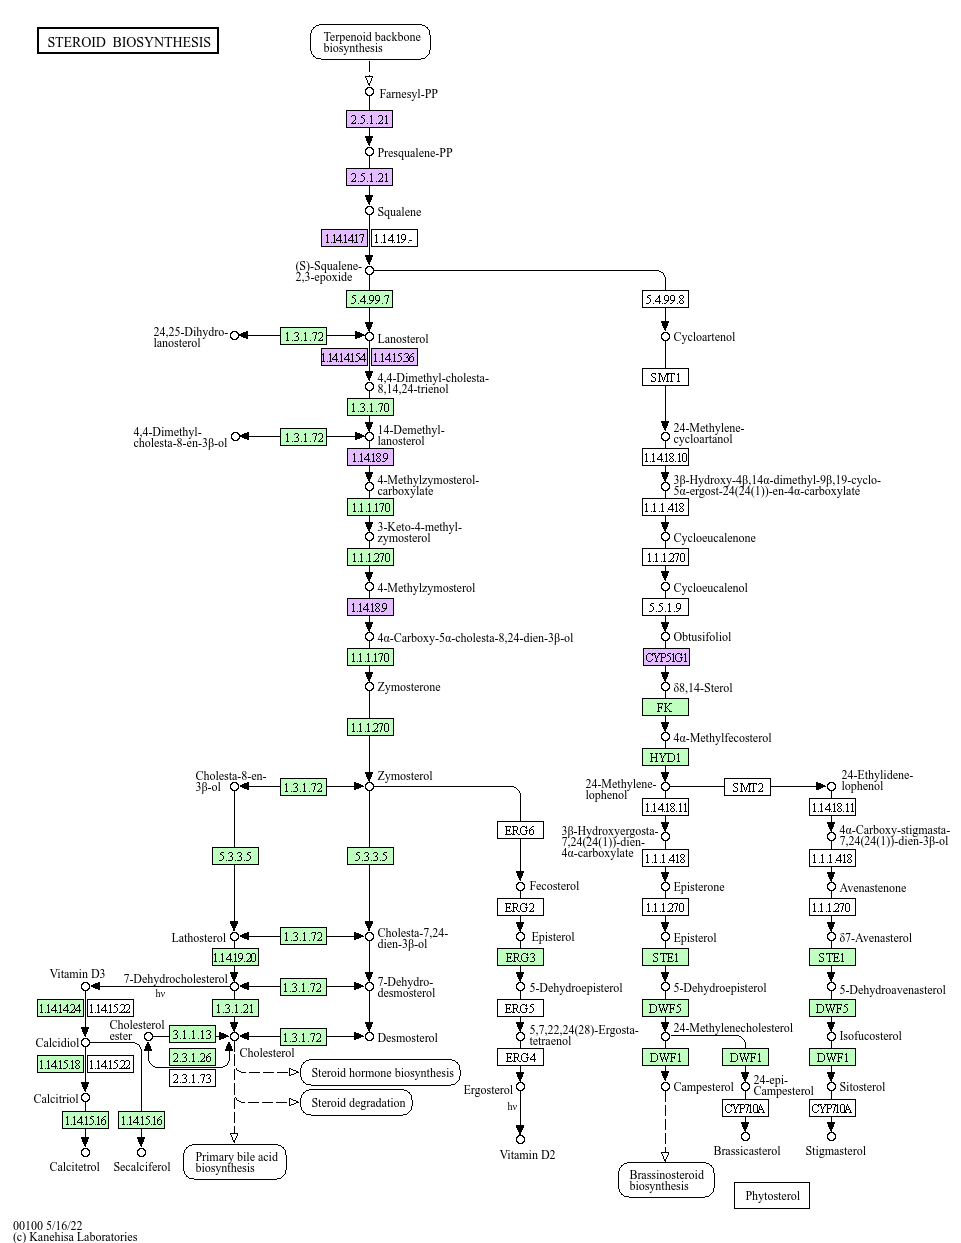 STEROID BIOSYNTHESIS
Terpenoid backbone
biosynthesis
Farnesyl-PP
2.5.1.21
Presqualene-PP
2.5.1.21
Squalene
1.14.14.17
1.14.19.-
(S)-Squalene-
2,3-epoxide
5.4.99.7
5.4.99.8
24,25-Dihydro-
lanosterol
1.3.1.72
Lanosterol
Cycloartenol
1.14.14.154
1.14.15.36
4,4-Dimethyl-cholesta-
8,14,24-trienol
SMT1
1.3.1.70
4,4-Dimethyl-
cholesta-8-en-3β-ol
1.3.1.72
14-Demethyl-
lanosterol
24-Methylene-
cycloartanol
1.14.18.9
1.14.18.10
4-Methylzymosterol-
carboxylate
3β-Hydroxy-4β,14α-dimethyl-9β,19-cyclo-
5α-ergost-24(24(1))-en-4α-carboxylate
1.1.1.170
1.1.1.418
3-Keto-4-methyl-
zymosterol
Cycloeucalenone
1.1.1.270
1.1.1.270
4-Methylzymosterol
Cycloeucalenol
1.14.18.9
5.5.1.9
4α-Carboxy-5α-cholesta-8,24-dien-3β-ol
Obtusifoliol
1.1.1.170
CYP51G1
Zymosterone
δ8,14-Sterol
FK
1.1.1.270
4α-Methylfecosterol
HYD1
Cholesta-8-en-
3β-ol
1.3.1.72
Zymosterol
24-Methylene-
lophenol
SMT2
24-Ethylidene-
lophenol
1.14.18.11
1.14.18.11
ERG6
3β-Hydroxyergosta-
7,24(24(1))-dien-
4α-carboxylate
4α-Carboxy-stigmasta-
7,24(24(1))-dien-3β-ol
5.3.3.5
5.3.3.5
1.1.1.418
1.1.1.418
Fecosterol
Episterone
Avenastenone
ERG2
1.1.1.270
1.1.1.270
Lathosterol
1.3.1.72
Cholesta-7,24-
dien-3β-ol
Episterol
Episterol
δ7-Avenasterol
1.14.19.20
ERG3
STE1
STE1
Vitamin D3
7-Dehydrocholesterol
hν
1.3.1.72
7-Dehydro-
desmosterol
5-Dehydroepisterol
5-Dehydroepisterol
5-Dehydroavenasterol
1.14.14.24
1.14.15.22
1.3.1.21
ERG5
DWF5
DWF5
Calcidiol
Cholesterol
ester
3.1.1.13
Cholesterol
1.3.1.72
Desmosterol
5,7,22,24(28)-Ergosta-
tetraenol
24-Methylenecholesterol
Isofucosterol
1.14.15.18
1.14.15.22
2.3.1.26
2.3.1.73
ERG4
DWF1
DWF1
DWF1
Steroid hormone biosynthesis
Calcitriol
Ergosterol
Campesterol
24-epi-
Campesterol
Sitosterol
Steroid degradation
hν
CYP710A
CYP710A
1.14.15.16
1.14.15.16
Calcitetrol
Secalciferol
Primary bile acid
biosynthesis
Vitamin D2
Brassicasterol
Stigmasterol
Brassinosteroid
biosynthesis
Phytosterol
00100 5/16/22
(c) Kanehisa Laboratories